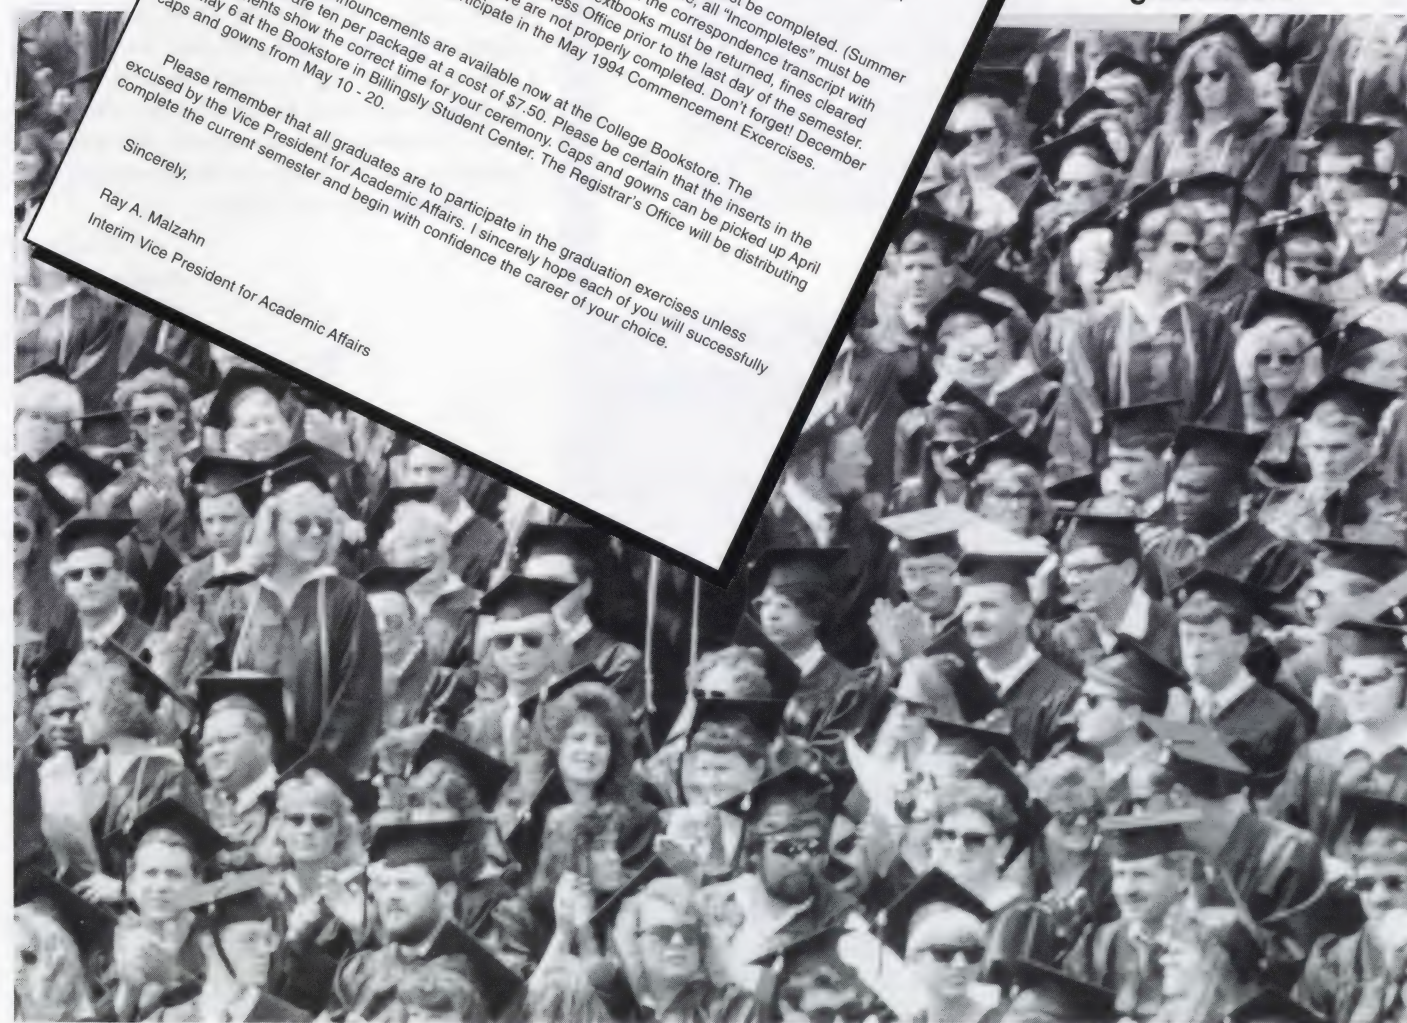 be completed. (Summer
all "Incompletes" must be
the correspondence transcript with
must be returned, fines cleared
Office prior to the last day of the semester.
are not properly completed. Don't forget! December
in the May 1994 Commencement Excercises.
are available now at the College Bookstore. The
are ten per package at a cost of $7.50. Please be certain that the inserts in the
show the correct time for your ceremony. Caps and gowns can be picked up April
May 6 at the Bookstore in Billingsly Student Center. The Registrar's Office will be distributing
caps and gowns from May 10 - 20.
Please remember that all graduates are to participate in the graduation exercises unless
excused by the Vice President for Academic Affairs. I sincerely hope each of you will successfully
complete the current semester and begin with confidence the career of your choice.
Sincerely,
Ray A. Malzahn
Interim Vice President for Academic Affairs